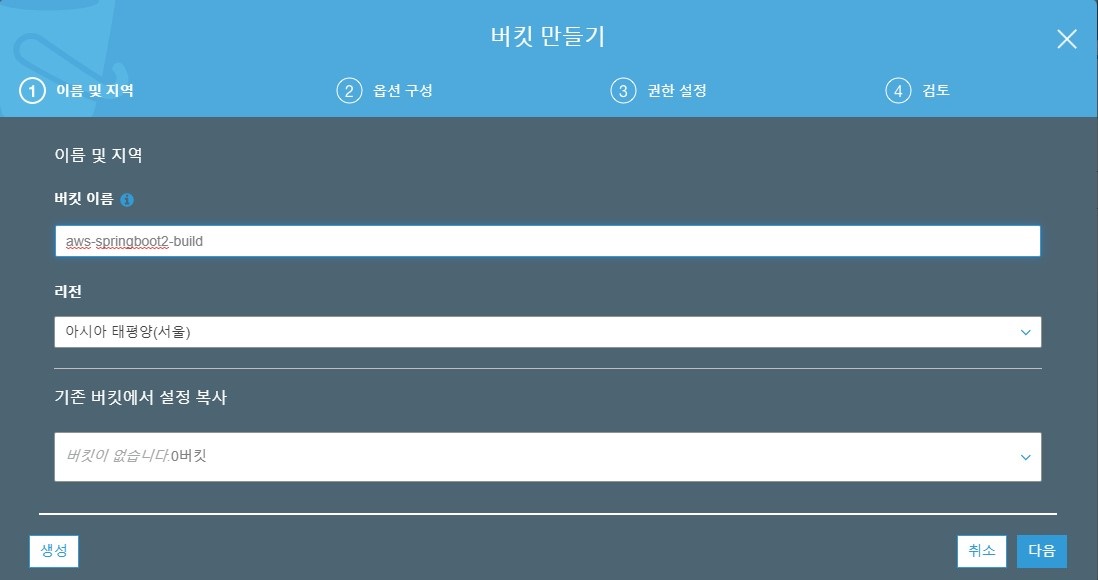 버킷 만들기
1 이름 및 지역 2 옵션 구성 3 권한 설정 4 검토
이름 및 지역
버킷 이름 i
aws-springboot2-build
리전
아시아 태평양(서울)
기존 버킷에서 설정 복사
버킷이 없습니다.0버킷
생성 취소 다음